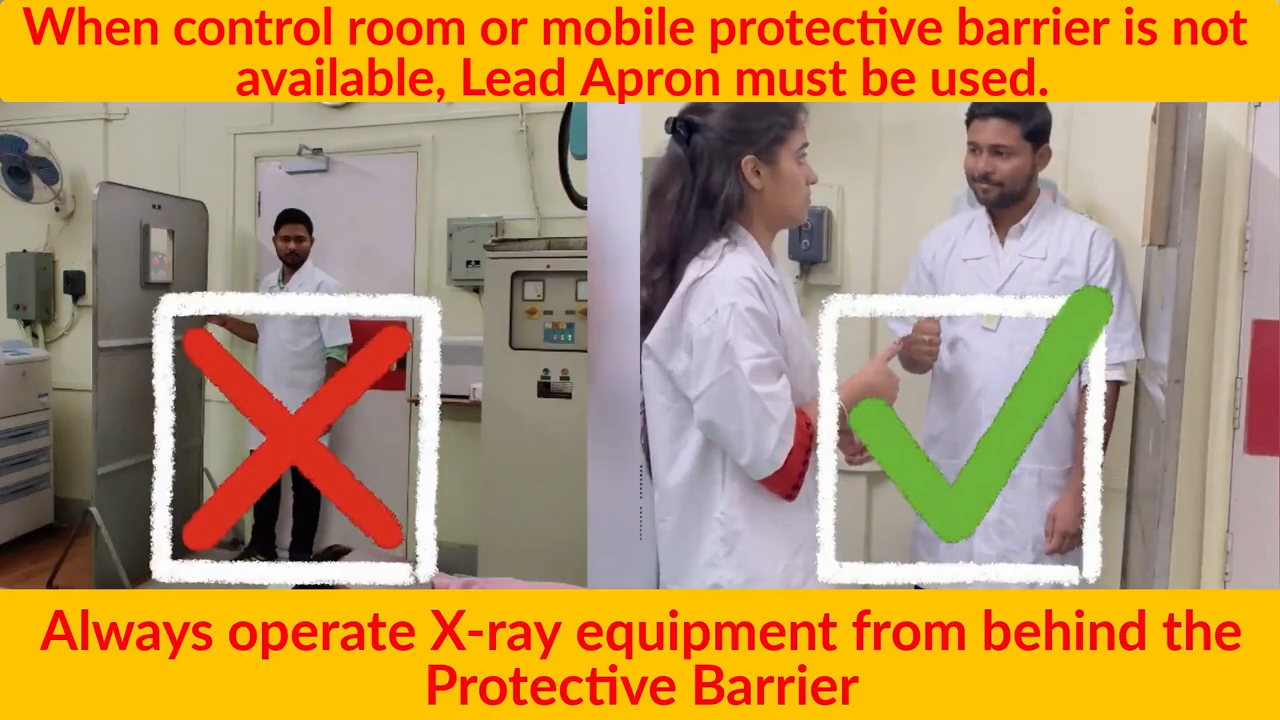 When control room or mobile protective barrier is not
available, Lead Apron must be used.
Always operate X-ray equipment from behind the
Protective Barrier